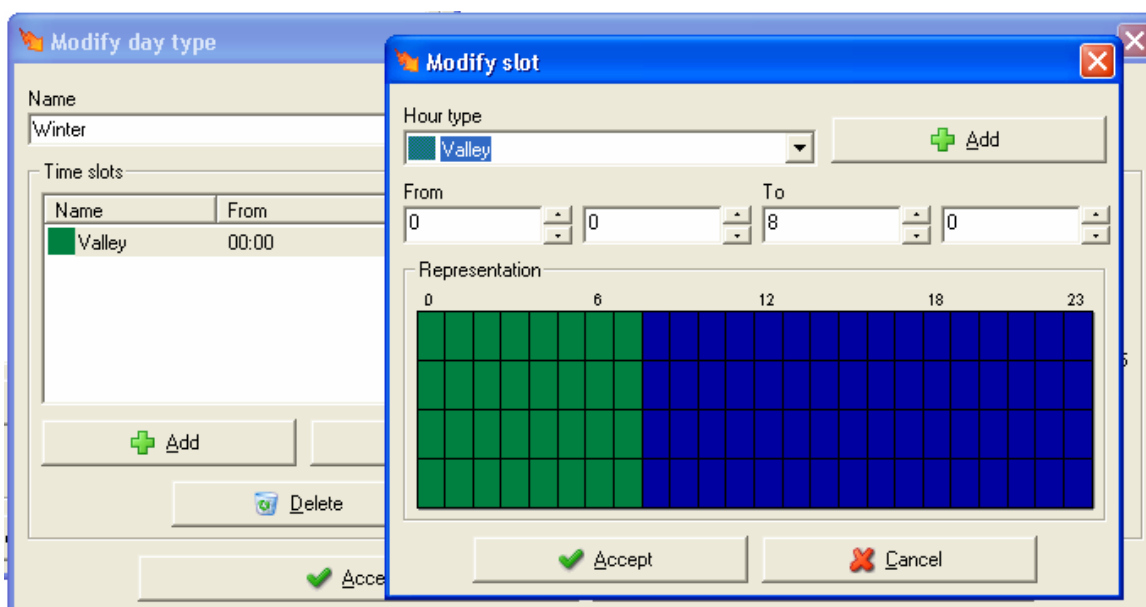 Modify day type
Name
Winter
Time slots
Name From
Valley 00:00
Add
Delete
Modify slot
Hour type
Valley
Add
From To
0 0 8 0
Representation
0 6 12 18 23
Accept Cancel